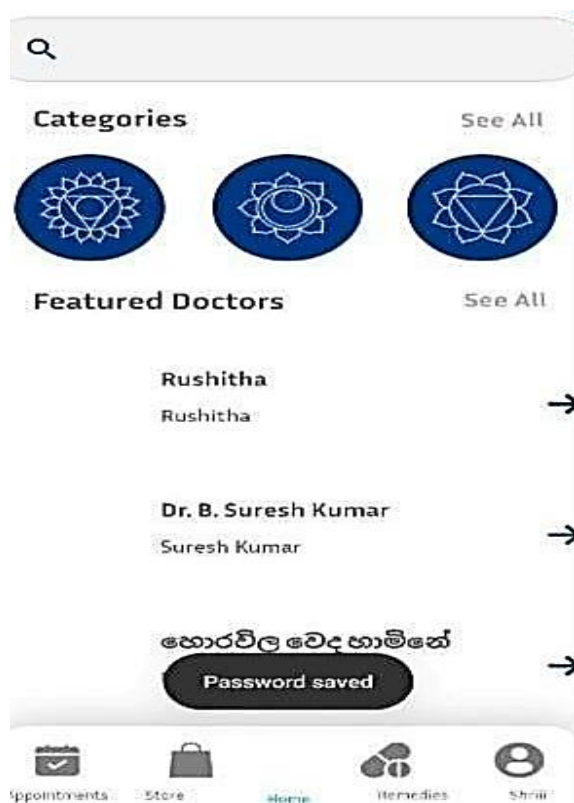 Categories See All
Featured Doctors See All
Rushitha
Rushitha
Dr. B. Suresh Kumar
Suresh Kumar
හොරවිල වෙද හාමිනේ
Password saved
Appointments Store Home Remedies